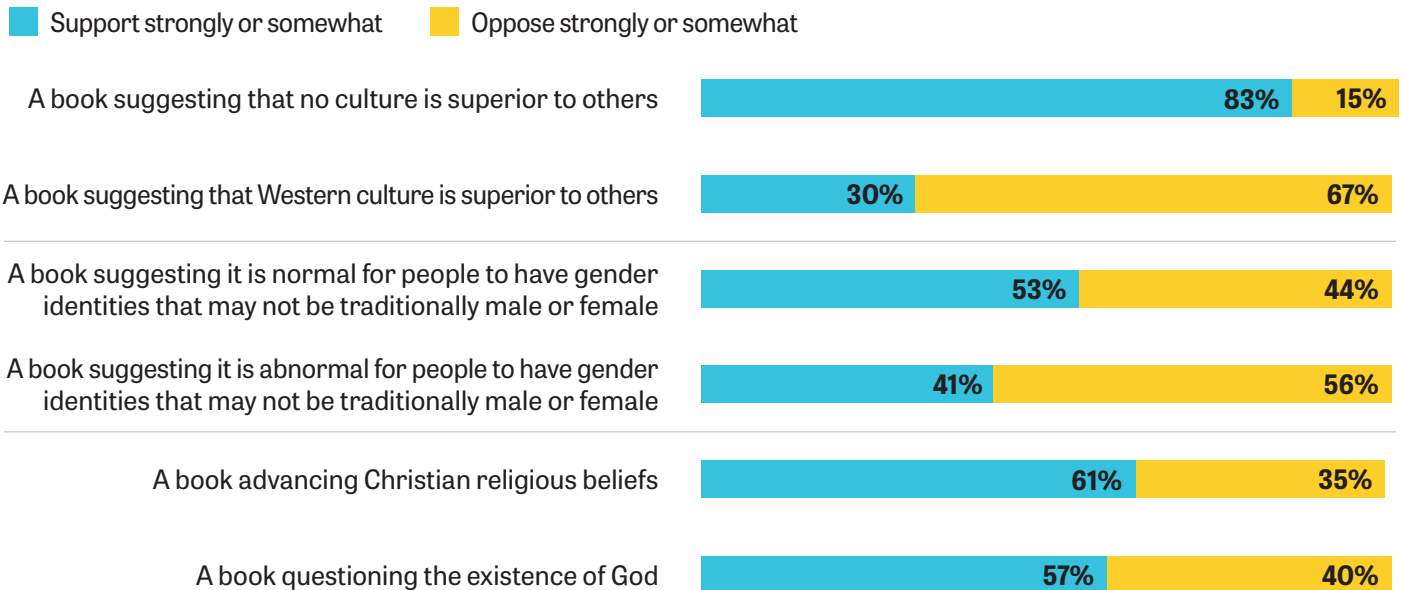 Support strongly or somewhat Oppose strongly or somewhat
A book suggesting that no culture is superior to others 83% 15%
A book suggesting that Western culture is superior to others 30% 67%
A book suggesting it is normal for people to have gender
identities that may not be traditionally male or female 53% 44%
A book suggesting it is abnormal for people to have gender
identities that may not be traditionally male or female 41% 56%
A book advancing Christian religious beliefs 61% 35%
A book questioning the existence of God 57% 40%